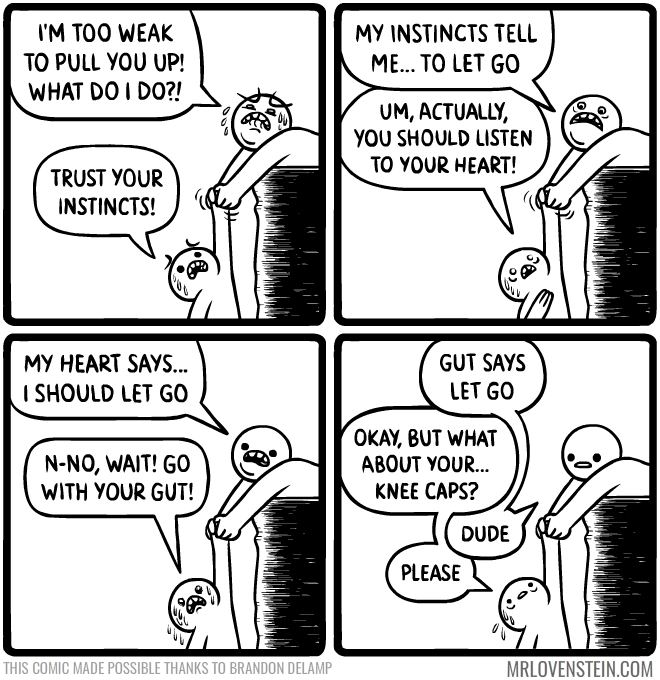 I'M TOO WEAK
TO PULL YOU UP!
WHAT DO I DO?!
TRUST YOUR
INSTINCTS!
MY INSTINCTS TELL
ME... TO LET GO
UM, ACTUALLY,
YOU SHOULD LISTEN
TO YOUR HEART!
MY HEART SAYS...
I SHOULD LET GO
N-NO, WAIT! GO
WITH YOUR GUT!
GUT SAYS
LET GO
OKAY, BUT WHAT
ABOUT YOUR...
KNEE CAPS?
DUDE
PLEASE
THIS COMIC MADE POSSIBLE THANKS TO BRANDON DELAMP
MRLOVENSTEIN.COM